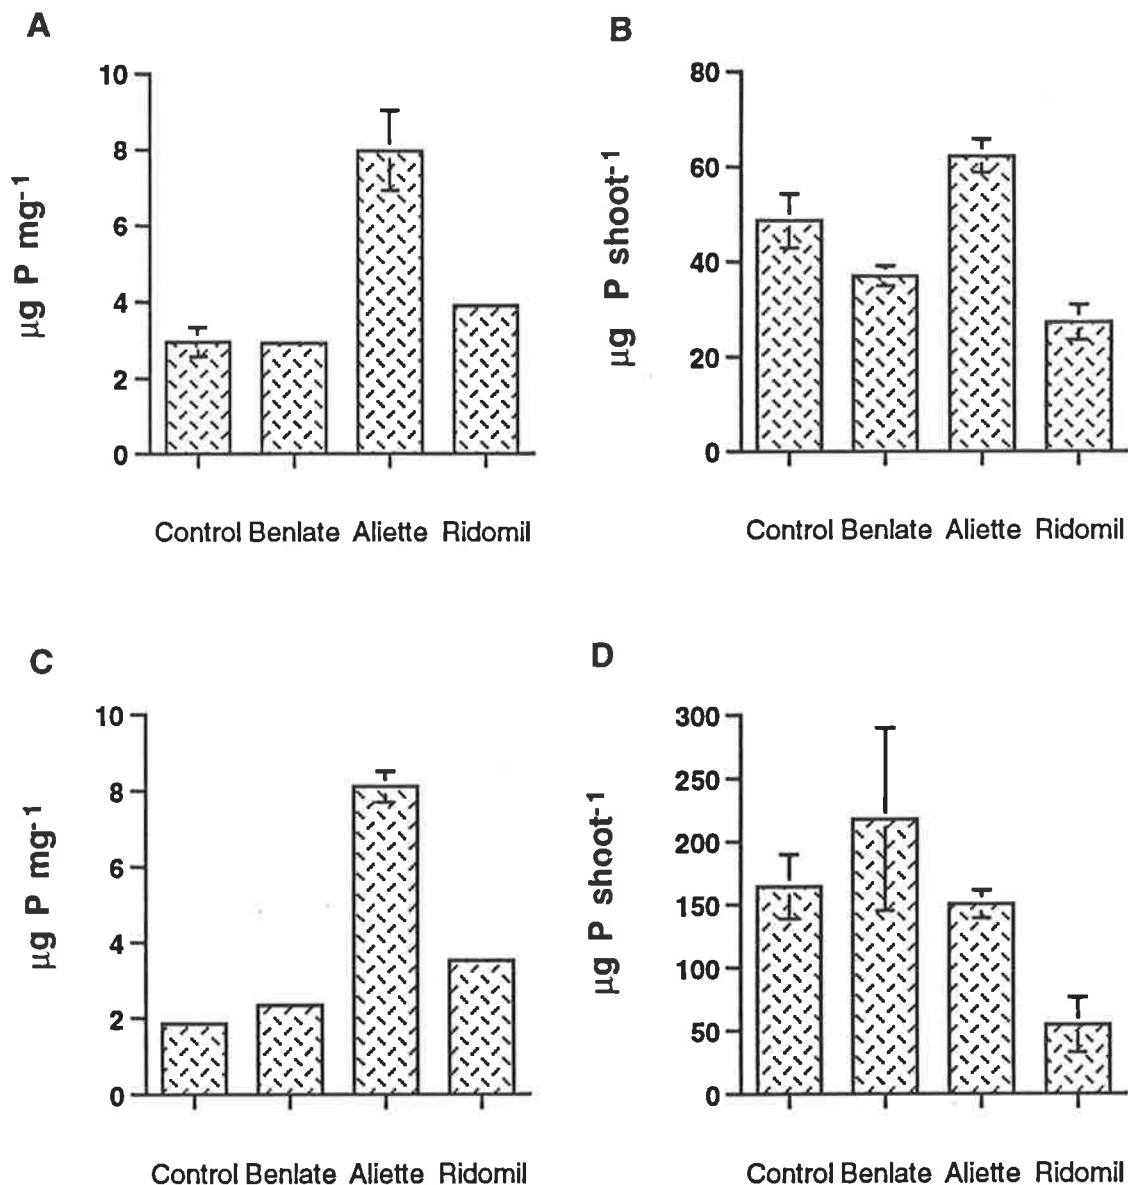 A
10
8
6
4
2
0
µg P mg-1
Control Benlate Aliette Ridomil
B
80
60
40
20
0
µg P shoot-1
Control Benlate Aliette Ridomil
C
10
8
6
4
2
0
µg P mg-1
Control Benlate Aliette Ridomil
D
300
250
200
150
100
50
0
µg P shoot-1
Control Benlate Aliette Ridomil